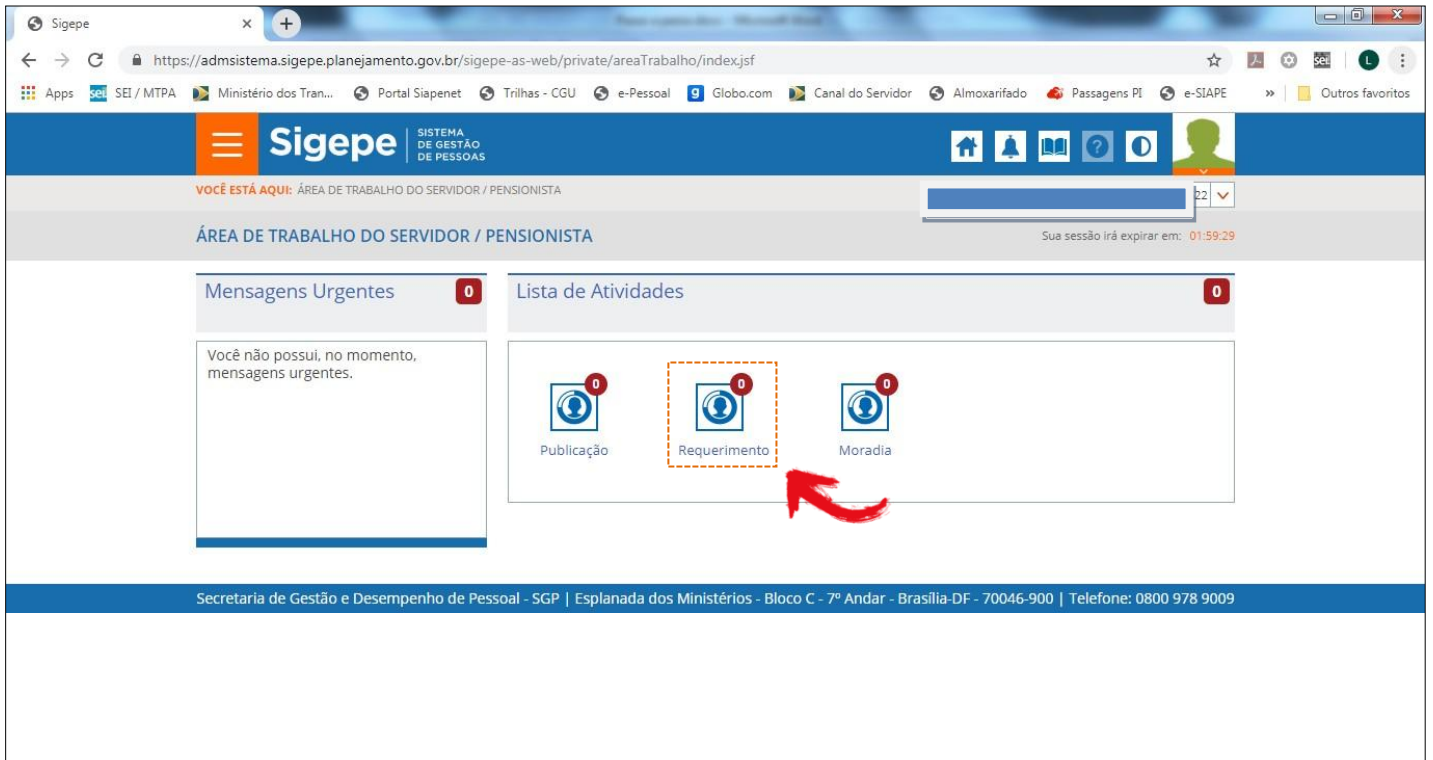 Sigepe
https://admsistema.sigepe.planejamento.gov.br/sigepe-as-web/private/areaTrabalho/index.jsf
Apps SEI / MTPA Ministério dos Tran... Portal Siapenet Trilhas - CGU e-Pessoal Globo.com Canal do Servidor Almoxarifado Passagens PI e-SIAPE » Outros favoritos
Sigepe
SISTEMA
DE GESTÃO
DE PESSOAS
VOCÊ ESTÁ AQUI: ÁREA DE TRABALHO DO SERVIDOR / PENSIONISTA
22
ÁREA DE TRABALHO DO SERVIDOR / PENSIONISTA
Sua sessão irá expirar em: 01:59:29
Mensagens Urgentes 0
Lista de Atividades 0
Você não possui, no momento,
mensagens urgentes.
0 0 0
Publicação Requerimento Moradia
Secretaria de Gestão e Desempenho de Pessoal - SGP | Esplanada dos Ministérios - Bloco C - 7º Andar - Brasília-DF - 70046-900 | Telefone: 0800 978 9009